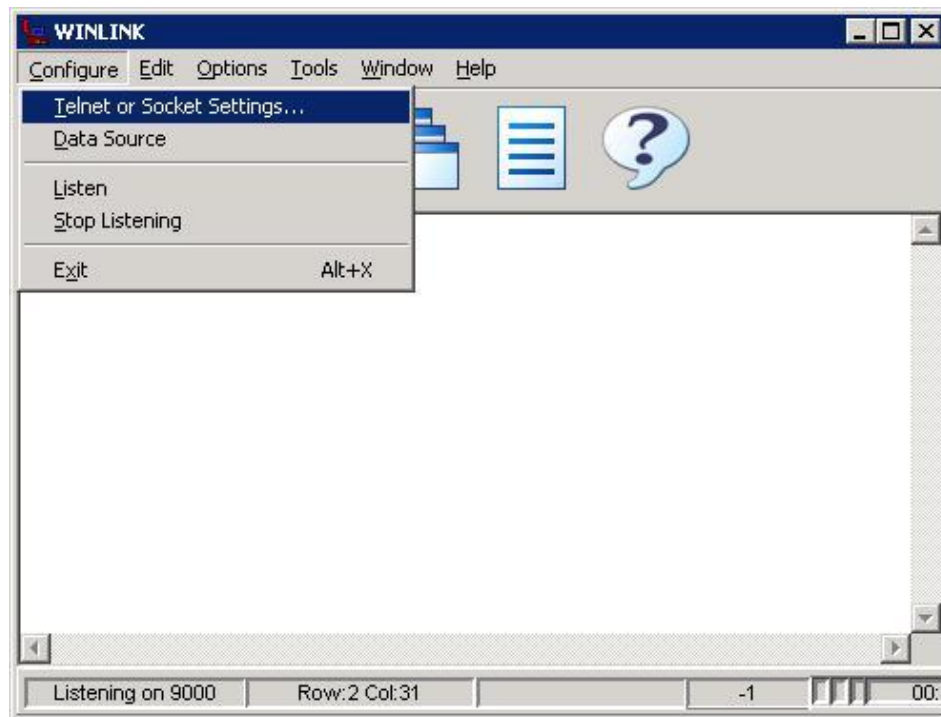 WINLINK
Configure Edit Options Tools Window Help
Telnet or Socket Settings...
Data Source
Listen
Stop Listening
Exit Alt+X
?
Listening on 9000 Row:2 Col:31 -1 00: